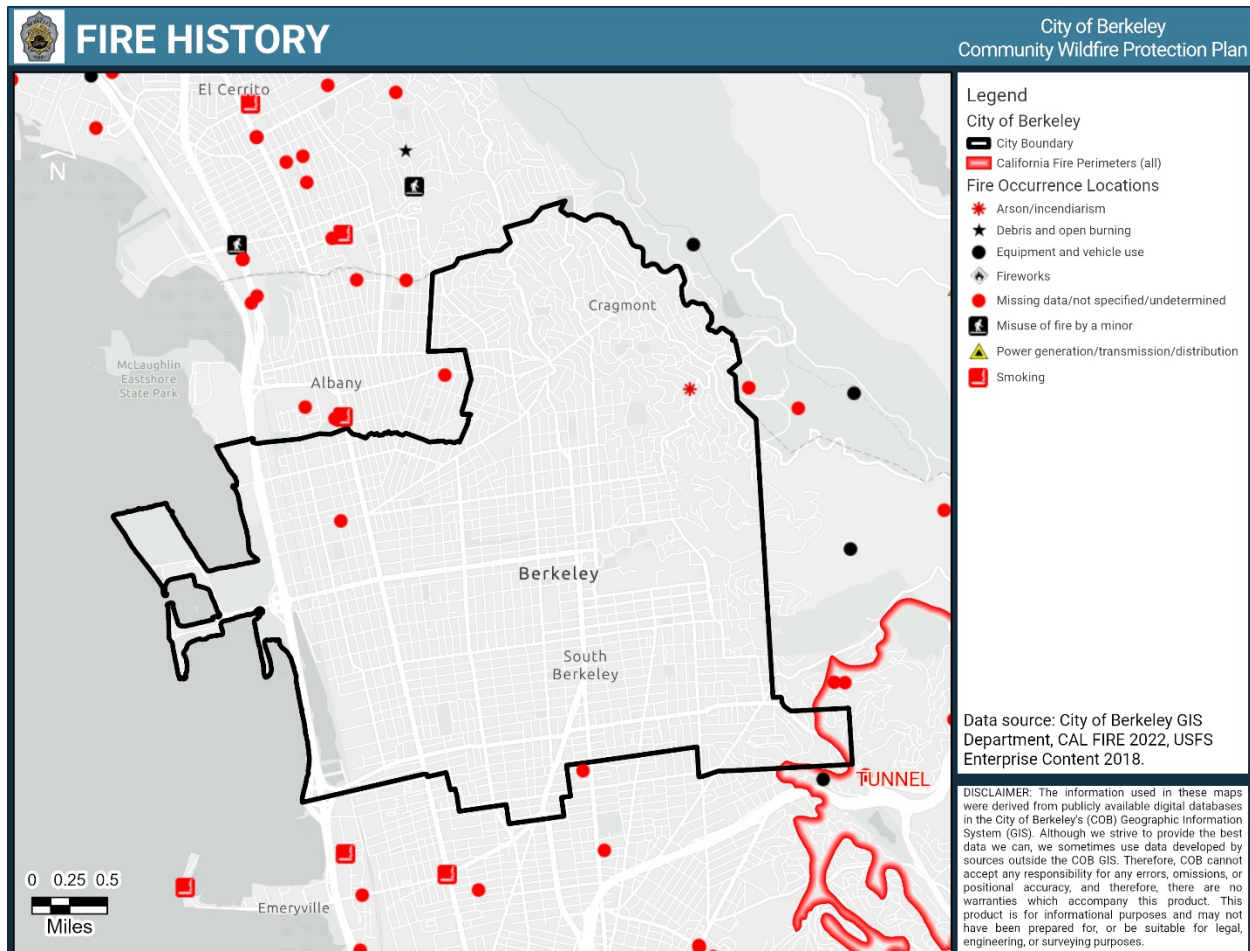 FIRE HISTORY
City of Berkeley
Community Wildfire Protection Plan
El Cerrito
N
Cragmont
McLaughlin
Eastshore
State Park
Albany
Berkeley
South
Berkeley
TUNNEL
0 0.25 0.5
Miles
Emeryville
Legend
City of Berkeley
City Boundary
California Fire Perimeters (all)
Fire Occurrence Locations
Arson/incendiarism
Debris and open burning
Equipment and vehicle use
Fireworks
Missing data/not specified/undetermined
Misuse of fire by a minor
Power generation/transmission/distribution
Smoking
Data source: City of Berkeley GIS
Department, CAL FIRE 2022, USFS
Enterprise Content 2018.
DISCLAIMER: The information used in these maps
were derived from publicly available digital databases
in the City of Berkeley's (COB) Geographic Information
System (GIS). Although we strive to provide the best
data we can, we sometimes use data developed by
sources outside the COB GIS. Therefore, COB cannot
accept any responsibility for any errors, omissions, or
positional accuracy, and therefore, there are no
warranties which accompany this product. This
product is for informational purposes and may not
have been prepared for, or be suitable for legal,
engineering, or surveying purposes.